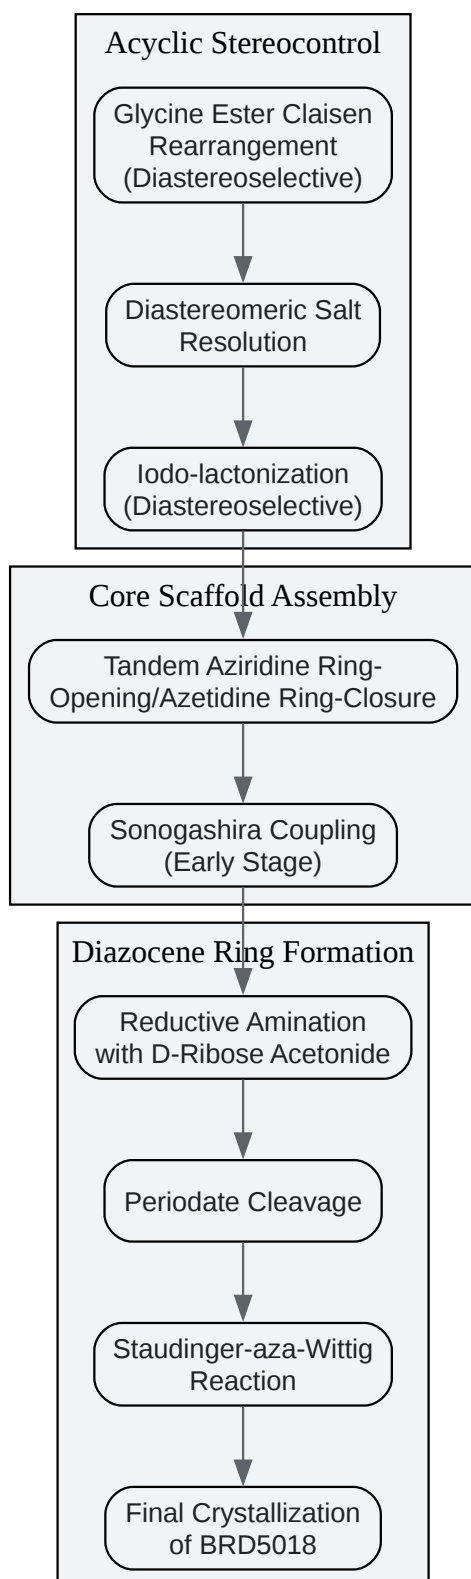 Acyclic Stereocontrol
Glycine Ester Claisen
Rearrangement
(Diastereoselective)
Diastereomeric Salt
Resolution
Iodo-lactonization
(Diastereoselective)
Core Scaffold Assembly
Tandem Aziridine Ring-
Opening/Azetidine Ring-Closure
Sonogashira Coupling
(Early Stage)
Diazocene Ring Formation
Reductive Amination
with D-Ribose Acetonide
Periodate Cleavage
Staudinger-aza-Wittig
Reaction
Final Crystallization
of BRD5018